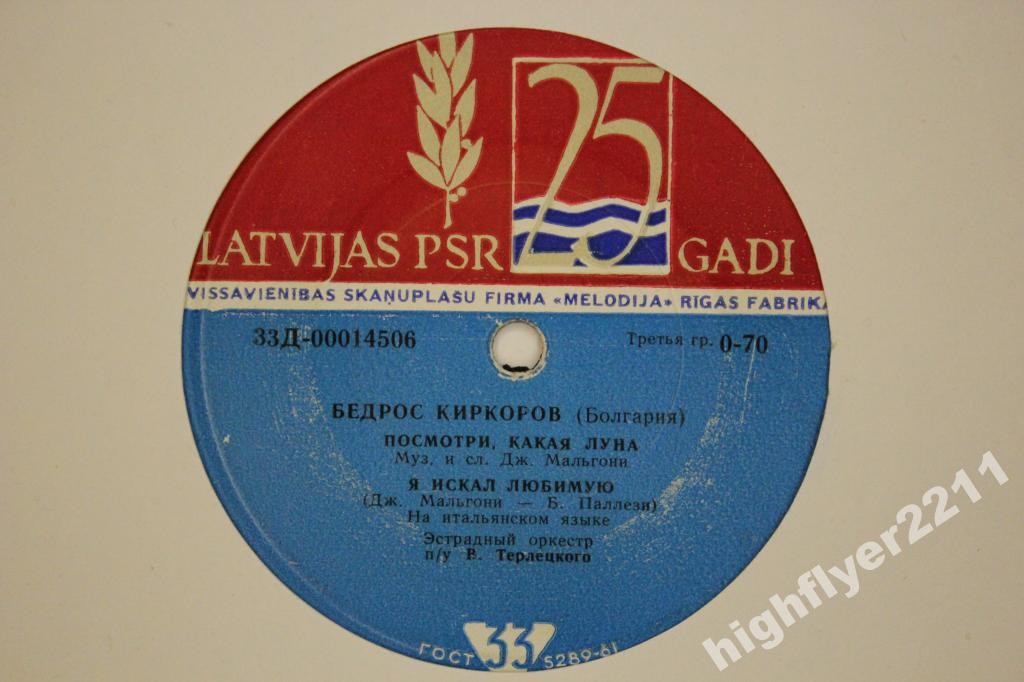 LATVIJAS PSR 25 GADI
VISSAVIENĪBAS SKAŅUPLAŠU FIRMA «MELODIJA» RĪGAS FABRIKA
33Д-00014506 Третья гр. 0-70
БЕДРОС КИРКОРОВ (Болгария)
ПОСМОТРИ, КАКАЯ ЛУНА
Муз. и сл. Дж. Мальгони
Я ИСКАЛ ЛЮБИМУЮ
(Дж. Мальгони — Б. Паллези)
На итальянском языке
Эстрадный оркестр
п/у В. Терлецкого
ГОСТ 33 5289-61
highflyer2211